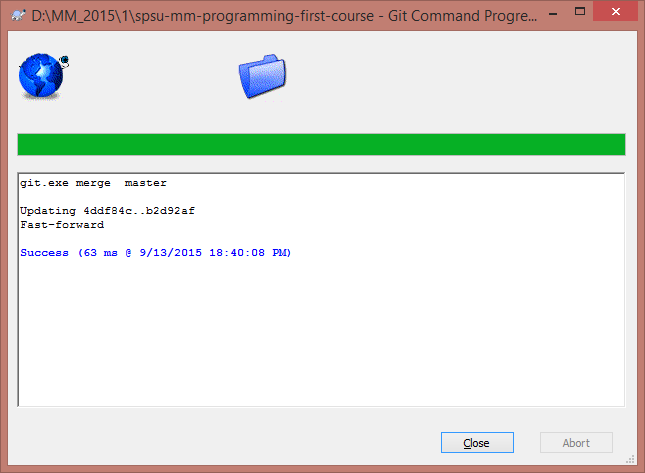 D:\MM_2015\1\spsu-mm-programming-first-course - Git Command Progre...
git.exe merge  master
Updating 4ddf84c..b2d92af
Fast-forward
Success (63 ms @ 9/13/2015 18:40:08 PM)
Close
Abort